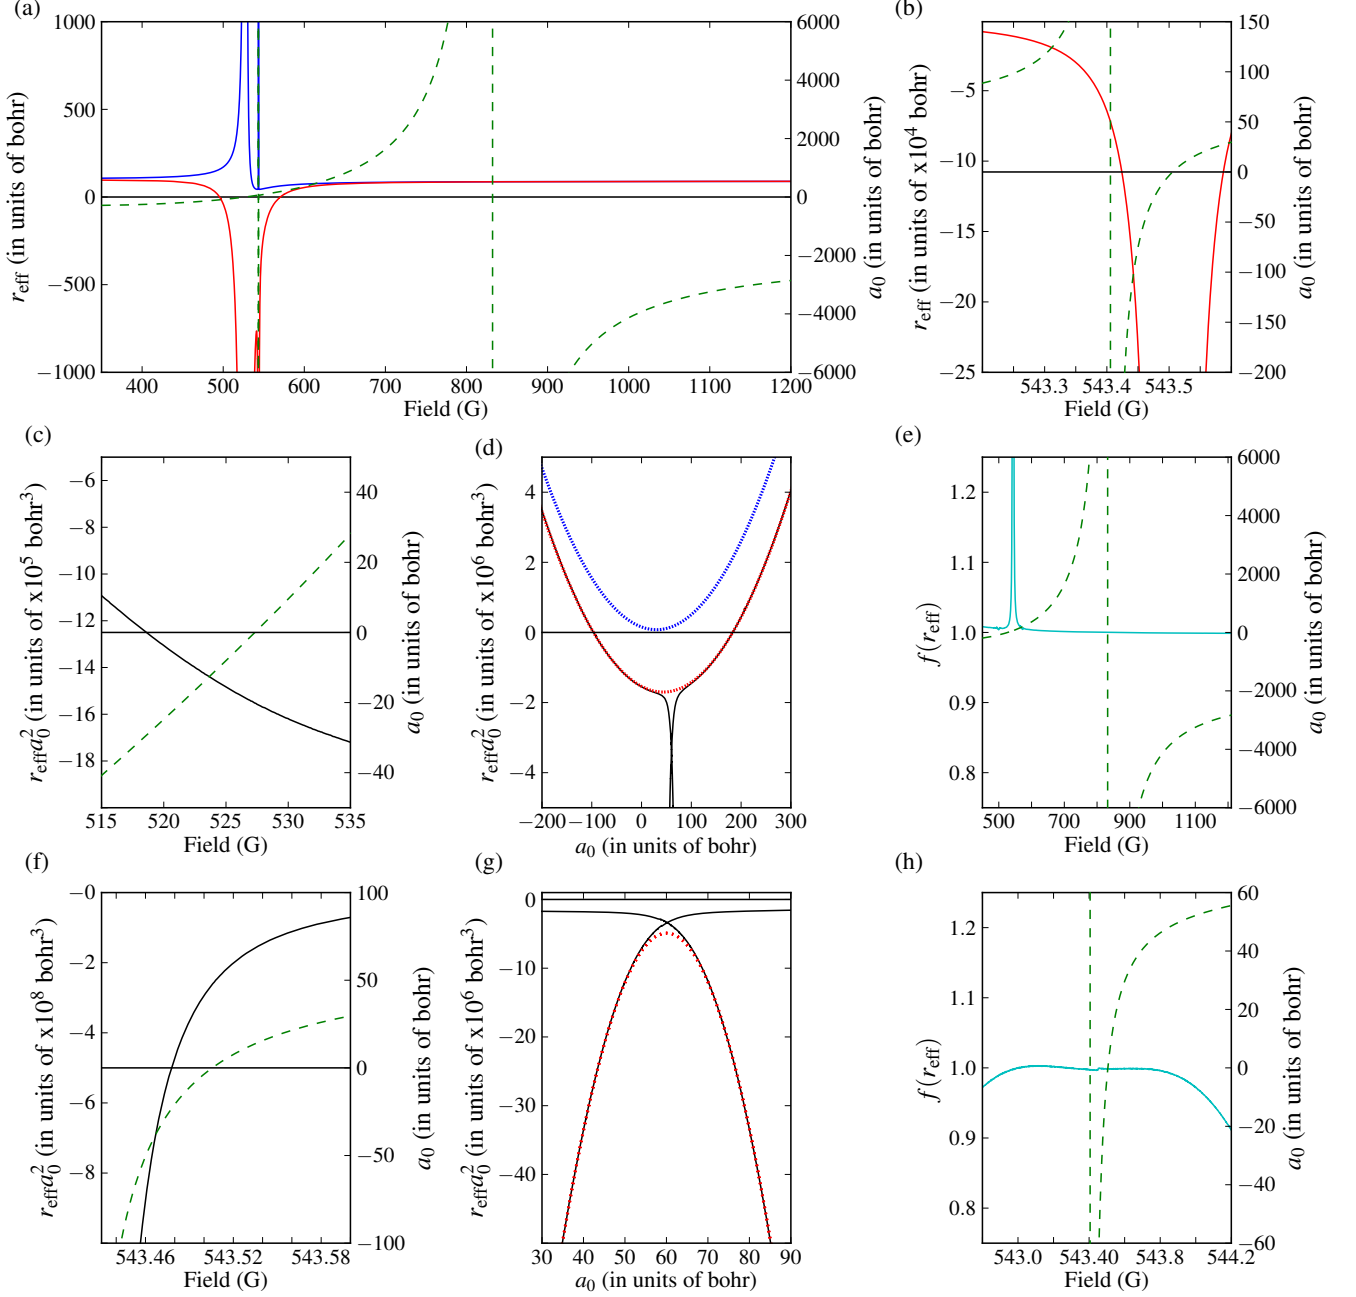 (a)
1000
500
0
−500
−1000
r_eff (in units of bohr)
400 500 600 700 800 900 1000 1100 1200
Field (G)
6000
4000
2000
0
−2000
−4000
−6000
a_0 (in units of bohr)
(b)
−5
−10
−15
−20
−25
r_eff (in units of x10^4 bohr)
543.3 543.4 543.5
Field (G)
150
100
50
0
−50
−100
−150
−200
a_0 (in units of bohr)
(c)
−6
−8
−10
−12
−14
−16
−18
r_eff a_0^2 (in units of x10^5 bohr^3)
515 520 525 530 535
Field (G)
40
20
0
−20
−40
a_0 (in units of bohr)
(d)
4
2
0
−2
−4
r_eff a_0^2 (in units of x10^6 bohr^3)
−200 −100 0 100 200 300
a_0 (in units of bohr)
(e)
1.2
1.1
1.0
0.9
0.8
f(r_eff)
500 700 900 1100
Field (G)
6000
4000
2000
0
−2000
−4000
−6000
a_0 (in units of bohr)
(f)
−0
−2
−4
−6
−8
r_eff a_0^2 (in units of x10^8 bohr^3)
543.46 543.52 543.58
Field (G)
100
50
0
−50
−100
a_0 (in units of bohr)
(g)
0
−10
−20
−30
−40
r_eff a_0^2 (in units of x10^6 bohr^3)
30 40 50 60 70 80 90
a_0 (in units of bohr)
(h)
1.2
1.1
1.0
0.9
0.8
f(r_eff)
543.0 543.40 543.8 544.2
Field (G)
60
40
20
0
−20
−40
−60
a_0 (in units of bohr)